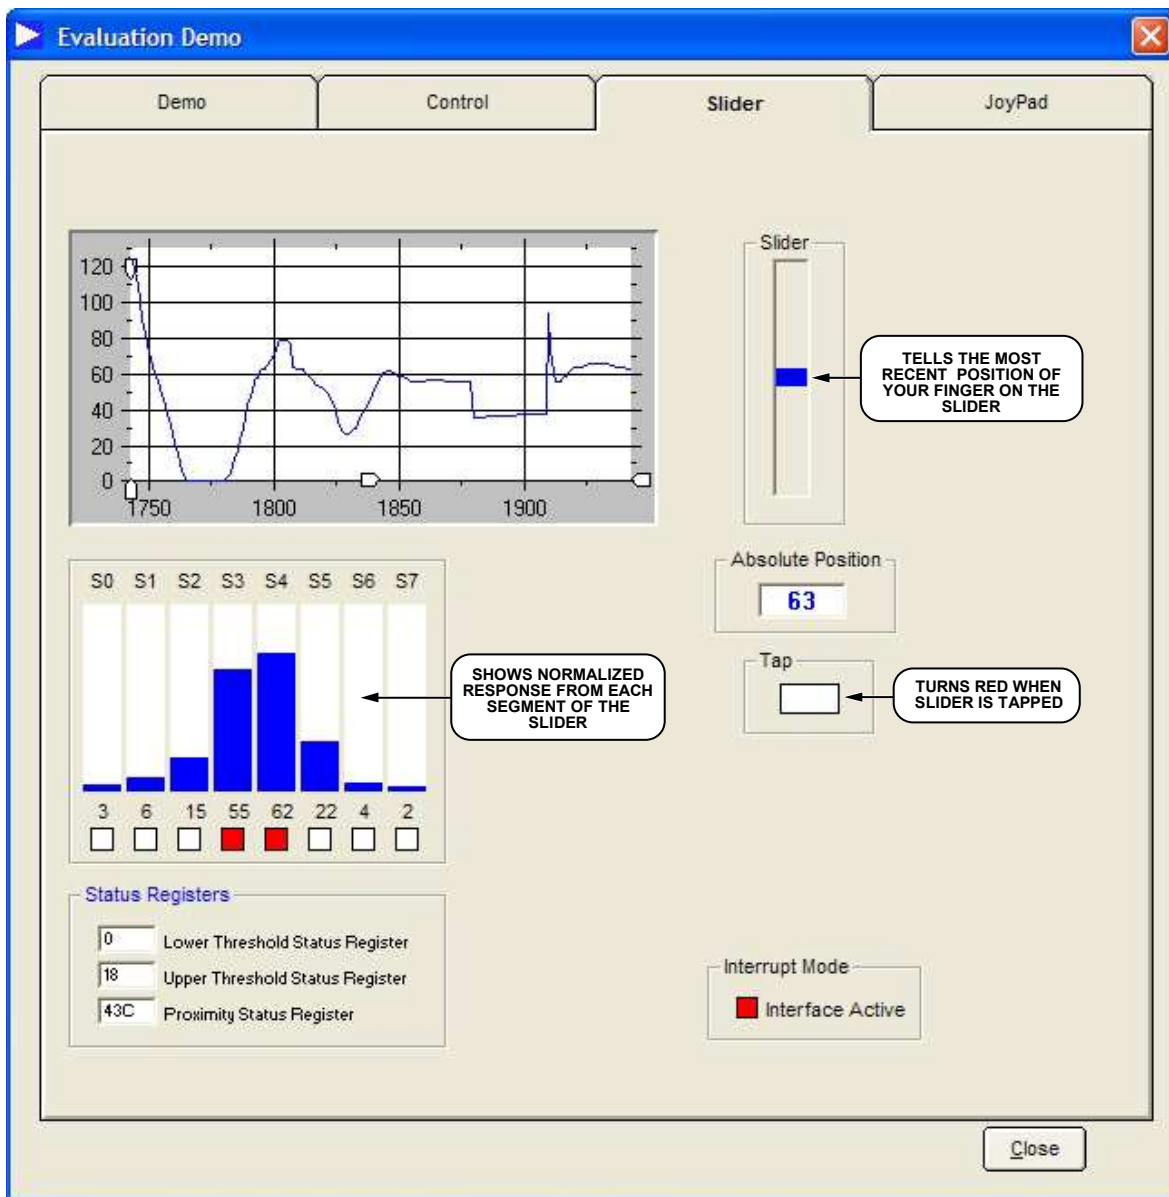 Evaluation Demo
Demo
Control
Slider
JoyPad
120
100
80
60
40
20
0
1750 1800 1850 1900
Slider
TELLS THE MOST
RECENT POSITION OF
YOUR FINGER ON THE
SLIDER
Absolute Position
63
S0 S1 S2 S3 S4 S5 S6 S7
3 6 15 55 62 22 4 2
SHOWS NORMALIZED
RESPONSE FROM EACH
SEGMENT OF THE
SLIDER
Tap
TURNS RED WHEN
SLIDER IS TAPPED
Status Registers
0 Lower Threshold Status Register
18 Upper Threshold Status Register
43C Proximity Status Register
Interrupt Mode
Interface Active
Close